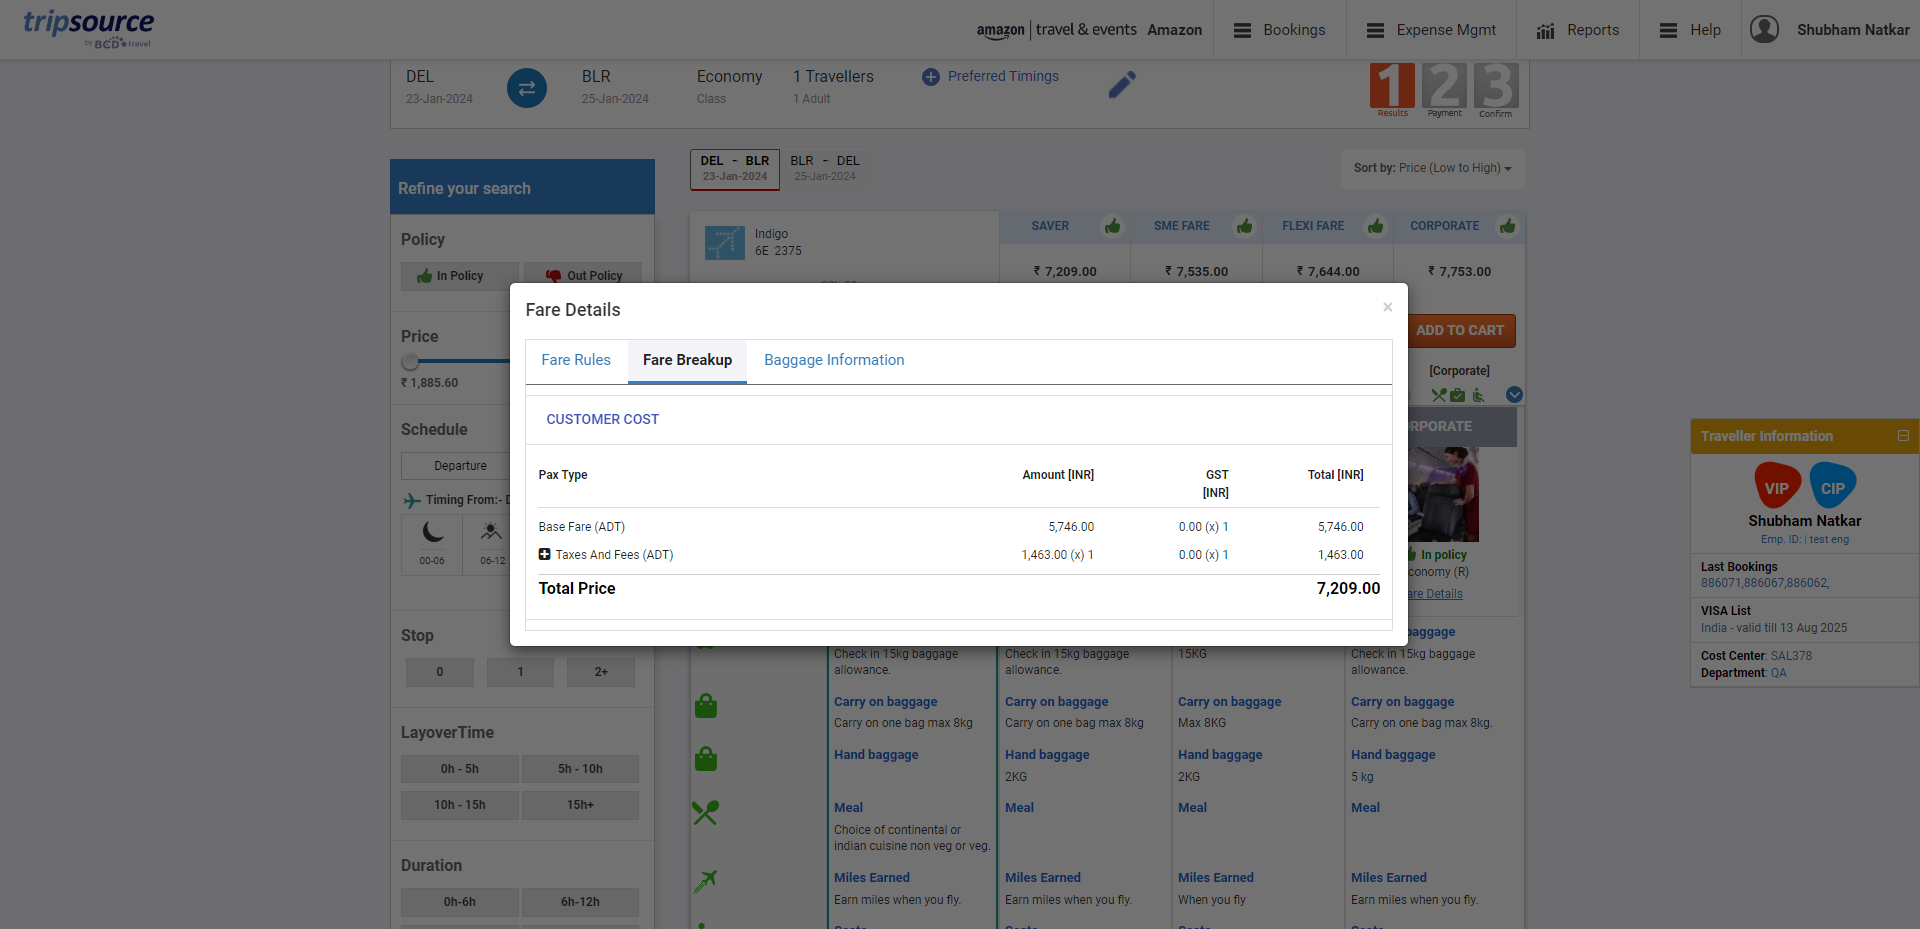 tripsource
by BCD travel
amazon | travel & events Amazon
Bookings
Expense Mgmt
Reports
Help
Shubham Natkar
DEL
23-Jan-2024
BLR
25-Jan-2024
Economy
Class
1 Travellers
1 Adult
Preferred Timings
1 2 3
Results Payment Confirm
DEL - BLR
23-Jan-2024
BLR - DEL
25-Jan-2024
Sort by: Price (Low to High)
Refine your search
Policy
In Policy
Out Policy
Price
₹ 1,885.60
Schedule
Departure
Timing From:- D
00-06
06-12
Stop
0
1
2+
LayoverTime
0h - 5h
5h - 10h
10h - 15h
15h+
Duration
0h-6h
6h-12h
Indigo
6E 2375
SAVER
SME FARE
FLEXI FARE
CORPORATE
₹ 7,209.00
₹ 7,535.00
₹ 7,644.00
₹ 7,753.00
ADD TO CART
[Corporate]
ORPORATE
In policy
conomy (R)
are Details
Fare Details
×
Fare Rules
Fare Breakup
Baggage Information
CUSTOMER COST
Pax Type
Amount [INR]
GST
[INR]
Total [INR]
Base Fare (ADT)
5,746.00
0.00 (x) 1
5,746.00
Taxes And Fees (ADT)
1,463.00 (x) 1
0.00 (x) 1
1,463.00
Total Price
7,209.00
baggage
Check in 15kg baggage
allowance.
Check in 15kg baggage
allowance.
15KG
Check in 15kg baggage
allowance.
Carry on baggage
Carry on baggage
Carry on baggage
Carry on baggage
Carry on one bag max 8kg
Carry on one bag max 8kg
Max 8KG
Carry on one bag max 8kg.
Hand baggage
Hand baggage
Hand baggage
Hand baggage
2KG
2KG
5 kg
Meal
Meal
Meal
Meal
Choice of continental or
indian cuisine non veg or veg.
Miles Earned
Miles Earned
Miles Earned
Miles Earned
Earn miles when you fly.
Earn miles when you fly.
When you fly
Earn miles when you fly.
Traveller Information
VIP
CIP
Shubham Natkar
Emp. ID: | test eng
Last Bookings
886071,886067,886062,
VISA List
India - valid till 13 Aug 2025
Cost Center: SAL378
Department: QA